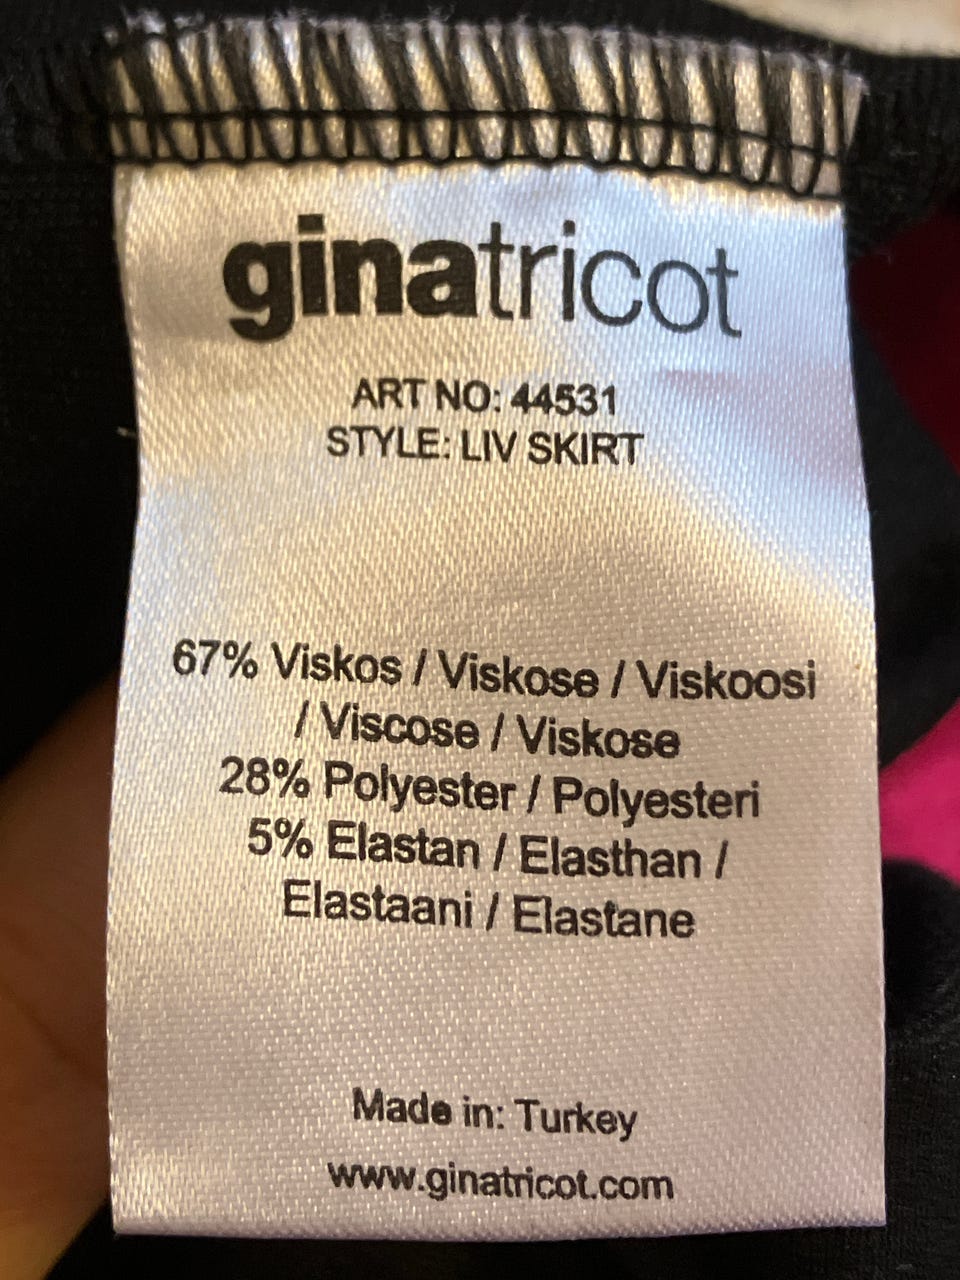 ginatricot
ART NO: 44531
STYLE: LIV SKIRT
67% Viskos / Viskose / Viskoosi
/ Viscose / Viskose
28% Polyester / Polyesteri
5% Elastan / Elasthan /
Elastaani / Elastane
Made in: Turkey
www.ginatricot.com